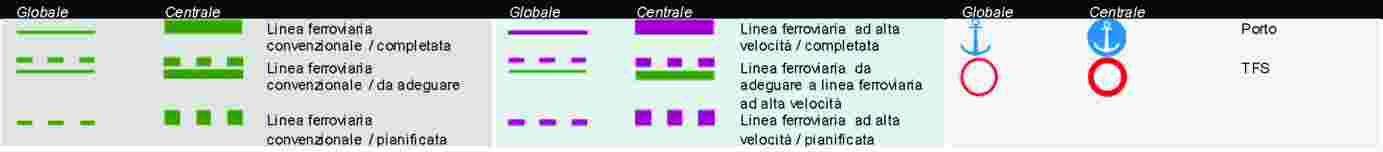 Globale Centrale
Linea ferroviaria
convenzionale / completata
Linea ferroviaria
convenzionale / da adeguare
Linea ferroviaria
convenzionale / pianificata
Globale Centrale
Linea ferroviaria ad alta
velocità / completata
Linea ferroviaria da
adeguare a linea ferroviaria
ad alta velocità
Linea ferroviaria ad alta
velocità / pianificata
Globale Centrale
Porto
TFS